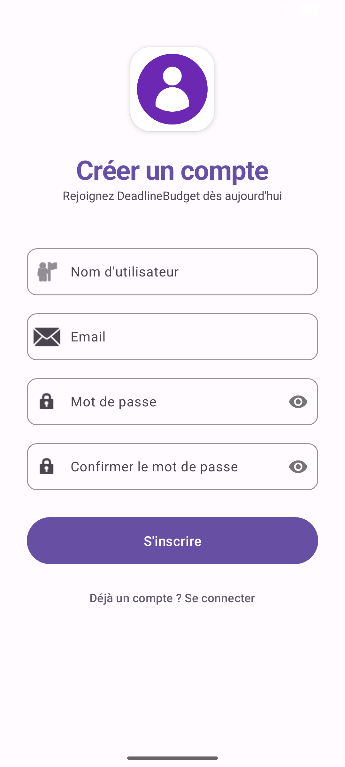 Créer un compte
Rejoignez DeadlineBudget dès aujourd'hui
Nom d'utilisateur
Email
Mot de passe
Confirmer le mot de passe
S'inscrire
Déjà un compte ? Se connecter